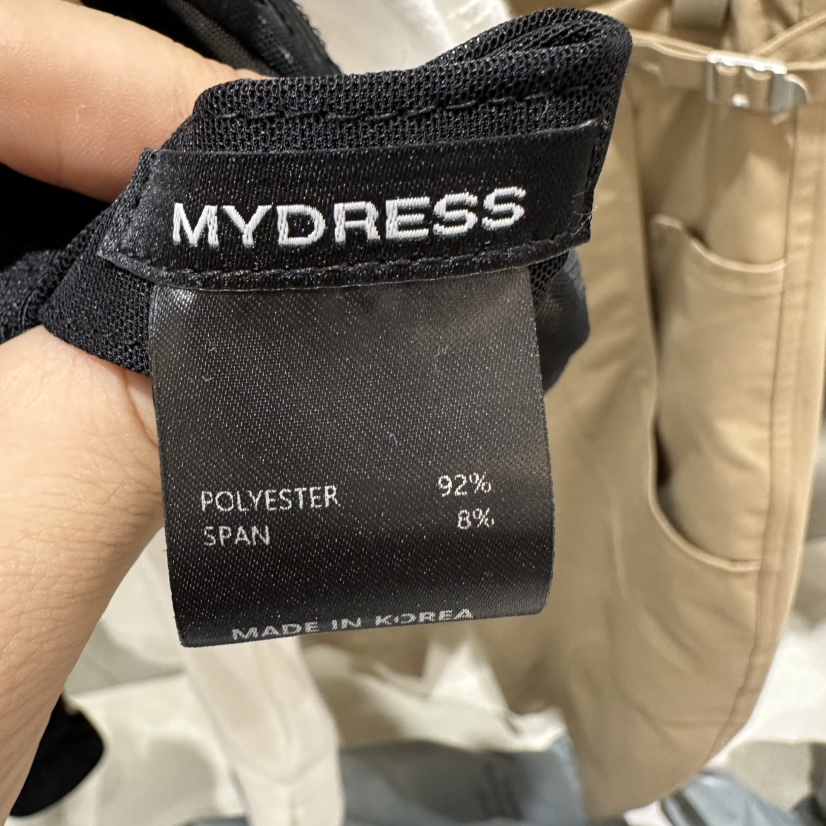 MYDRESS
POLYESTER 92%
SPAN 8%
MADE IN KOREA